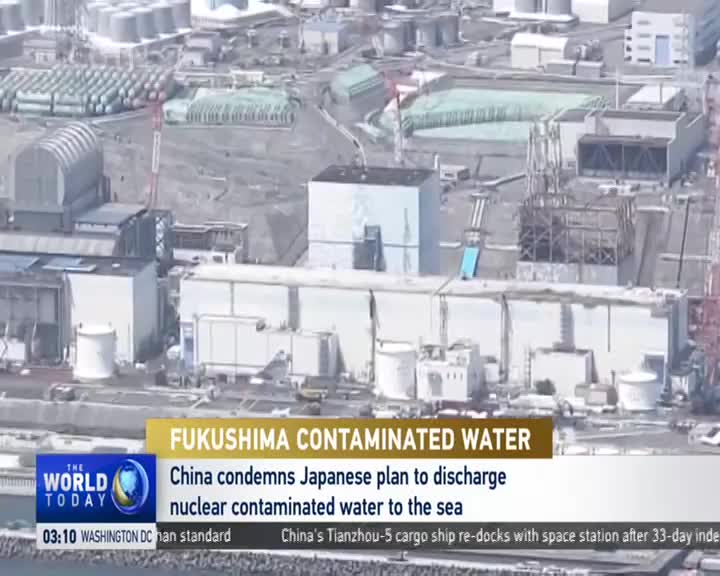 FUKUSHIMA CONTAMINATED WATER
China condemns Japanese plan to discharge
nuclear contaminated water to the sea
THE
WORLD
TODAY
03:10 WASHINGTON DC
han standard China's Tianzhou-5 cargo ship re-docks with space station after 33-day inde